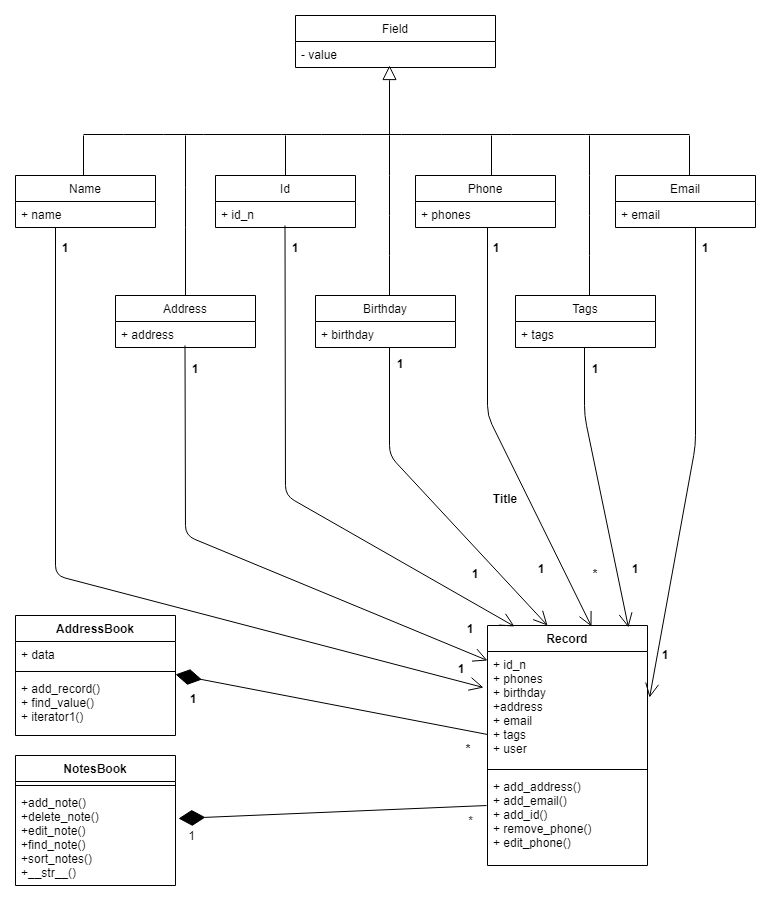 Field
- value
Name
+ name
Id
+ id_n
Phone
+ phones
Email
+ email
1
1
1
1
Address
+ address
Birthday
+ birthday
Tags
+ tags
1
1
1
Title
1
1
*
1
1
1
1
AddressBook
+ data
+ add_record()
+ find_value()
+ iterator1()
1
*
Record
+ id_n
+ phones
+ birthday
+address
+ email
+ tags
+ user
+ add_address()
+ add_email()
+ add_id()
+ remove_phone()
+ edit_phone()
NotesBook
+add_note()
+delete_note()
+edit_note()
+find_note()
+sort_notes()
+__str__()
1
*